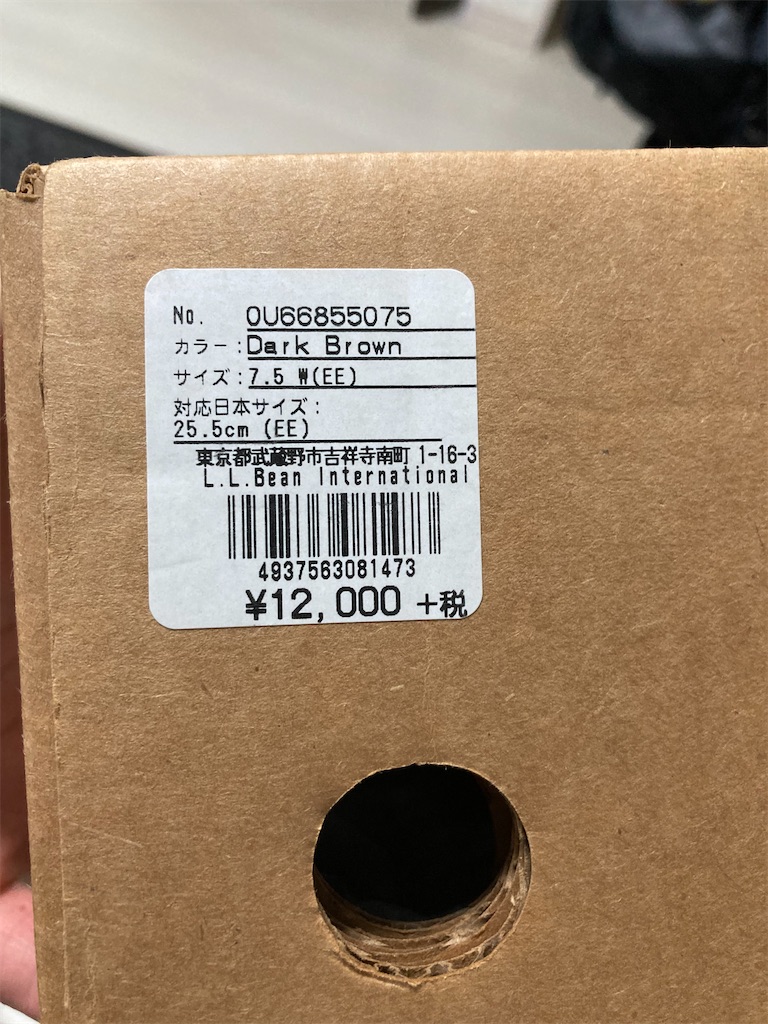 No. 0U66855075
カラー:Dark Brown
サイズ:7.5 W(EE)
対応日本サイズ:
25.5cm (EE)
東京都武蔵野市吉祥寺南町 1-16-3
L.L.Bean International
4937563081473
¥12,000 +税